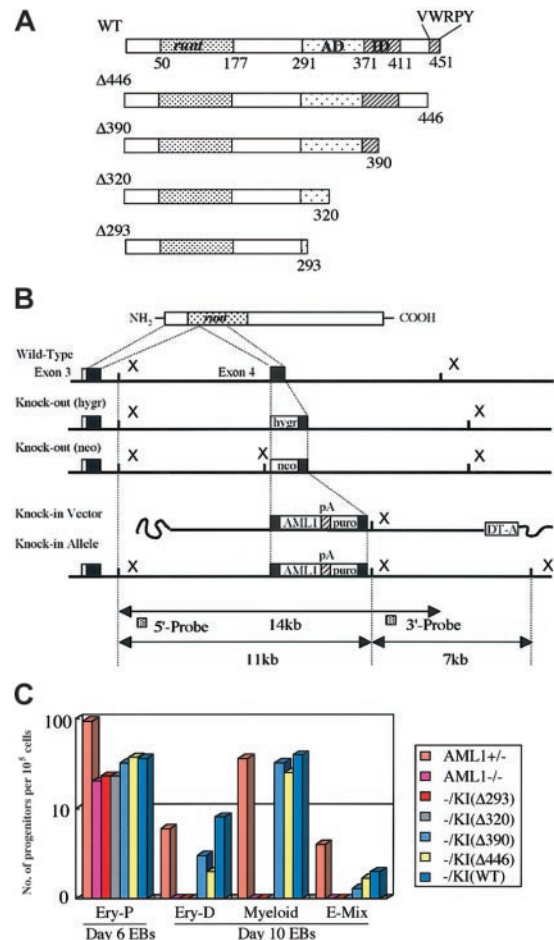 A
WT
VWRPY
runt
AD
ID
50 177 291 371 411 451
Δ446
446
Δ390
390
Δ320
320
Δ293
293
B
NH2
runt
COOH
Wild-Type
Exon 3
X
Exon 4
X
Knock-out (hygr)
X
hygr
X
Knock-out (neo)
X
X
neo
X
pA
Knock-in Vector
AML1
puro
X
DT-A
pA
Knock-in Allele
X
AML1
puro
X
X
14kb
5'-Probe
3'-Probe
11kb
7kb
C
No. of progenitors per 10⁵ cells
100
10
0
Ery-P Ery-D Myeloid E-Mix
Day 6 EBs Day 10 EBs
AML1+/-
AML1-/-
-/KI(Δ293)
-/KI(Δ320)
-/KI(Δ390)
-/KI(Δ446)
-/KI(WT)